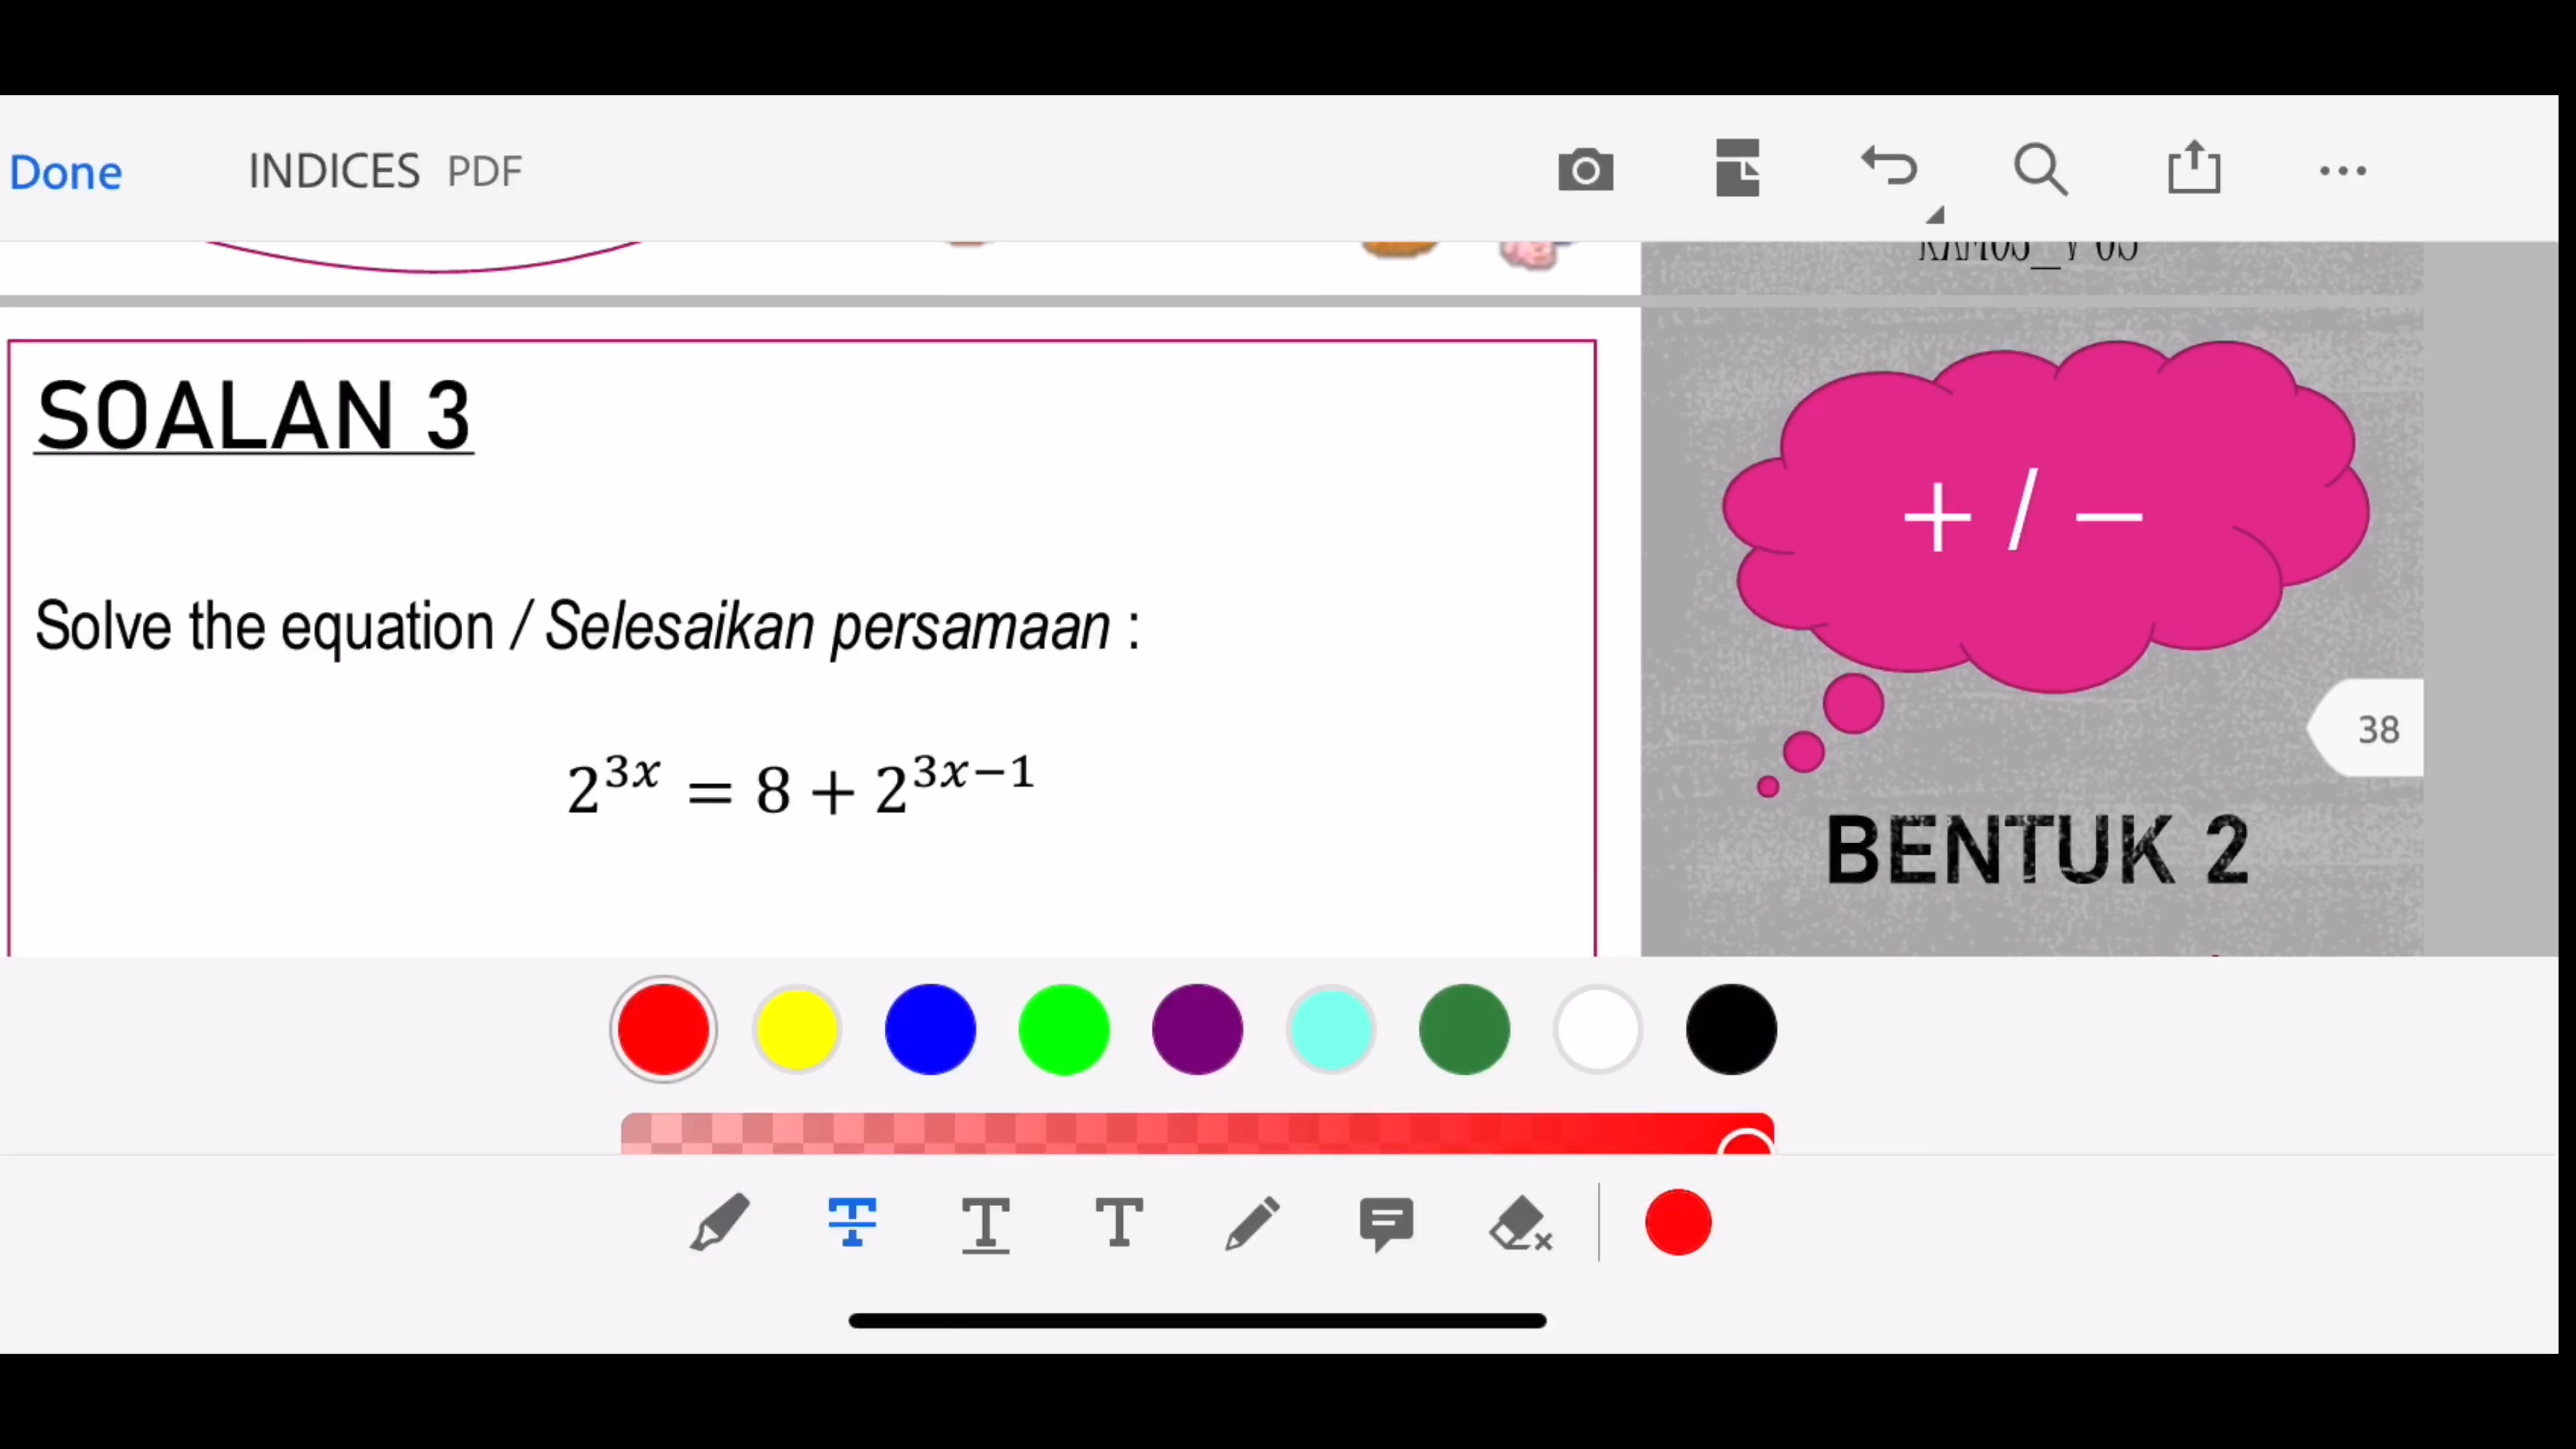 Done INDICES PDF
SOALAN 3
Solve the equation / Selesaikan persamaan :
2^{3x} = 8 + 2^{3x−1}
+ / −
38
BENTUK 2